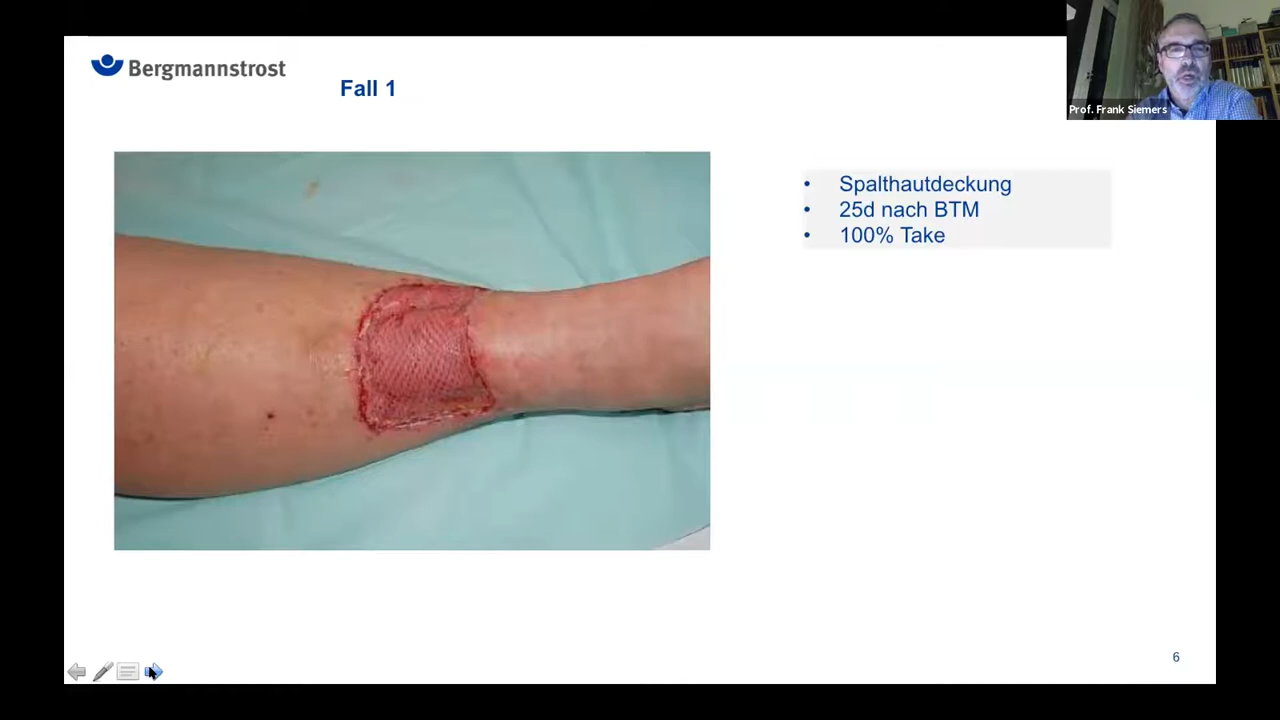 Bergmannstrost
Fall 1
Prof. Frank Siemers
• Spalthautdeckung
• 25d nach BTM
• 100% Take
6